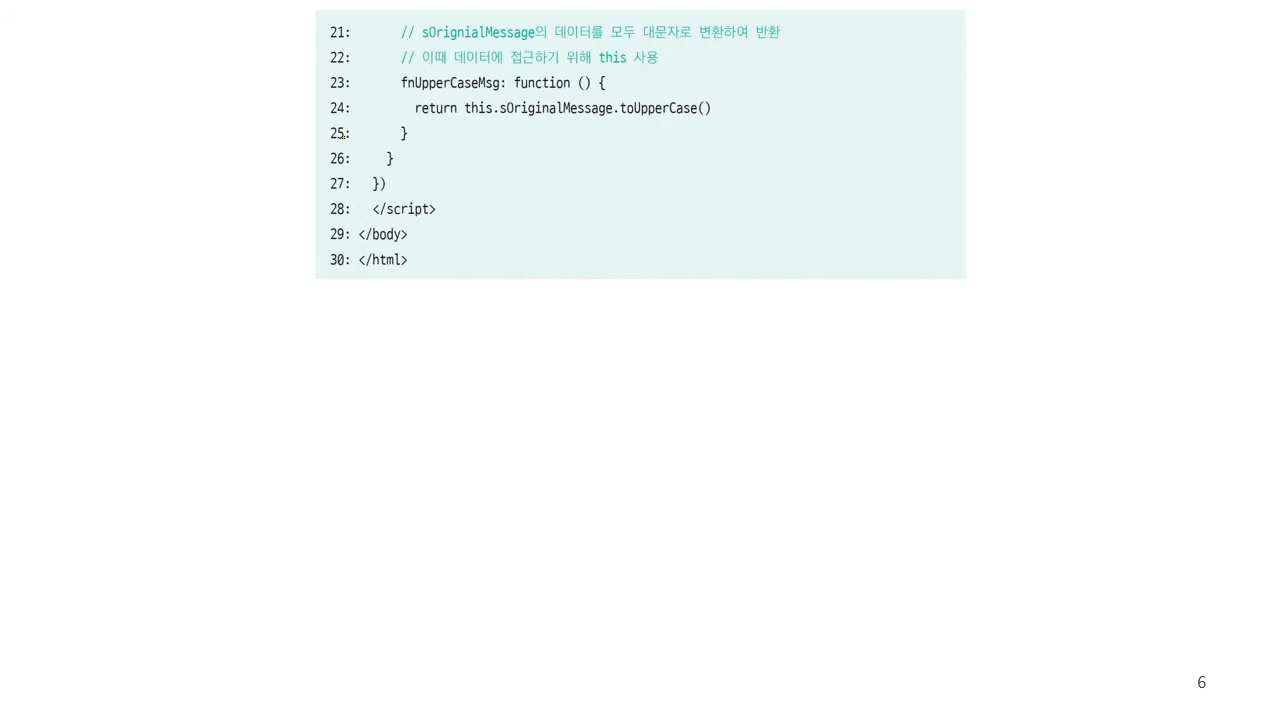 21: // sOrignialMessage의 데이터를 모두 대문자로 변환하여 반환
22: // 이때 데이터에 접근하기 위해 this 사용
23: fnUpperCaseMsg: function () {
24: return this.sOriginalMessage.toUpperCase()
25: }
26: }
27: })
28: </script>
29: </body>
30: </html>
6